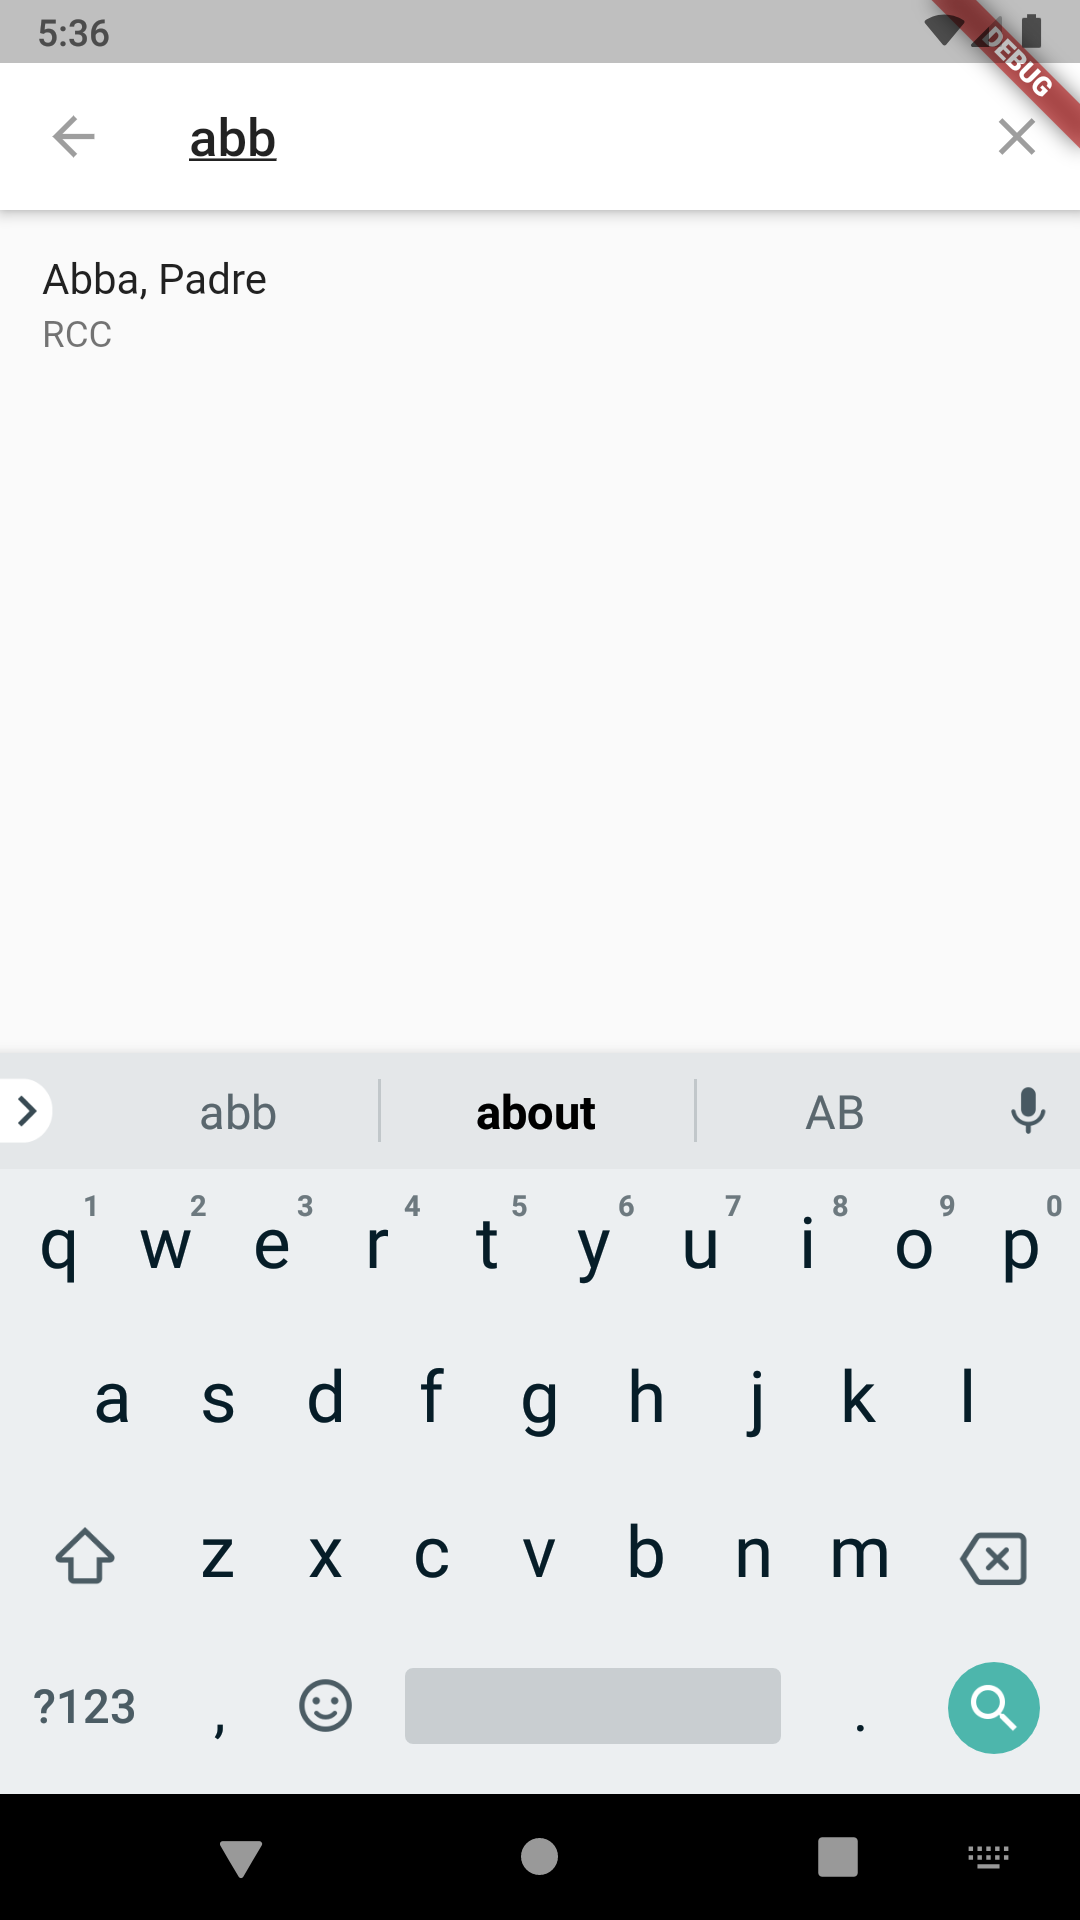 5:36
DEBUG
abb
Abba, Padre
RCC
abb about AB
1 2 3 4 5 6 7 8 9 0
q w e r t y u i o p
a s d f g h j k l
z x c v b n m
?123 , .